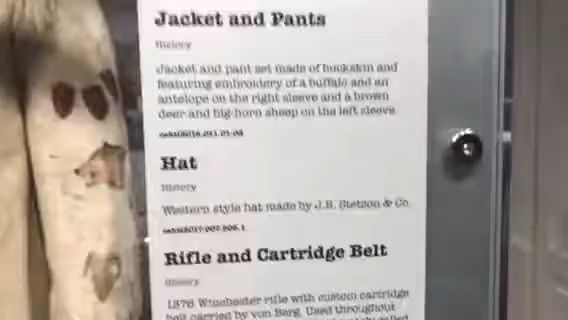 Jacket and Pants
History
Jacket and pant set made of buckskin and
featuring embroidery of a buffalo and an
antelope on the right sleeve and a brown
deer and big-horn sheep on the left sleeve
Hat
History
Western style hat made by J.B. Stetson & Co.
Rifle and Cartridge Belt
History
1876 Winchester rifle with custom cartridge
belt carried by von Berg. Used throughout